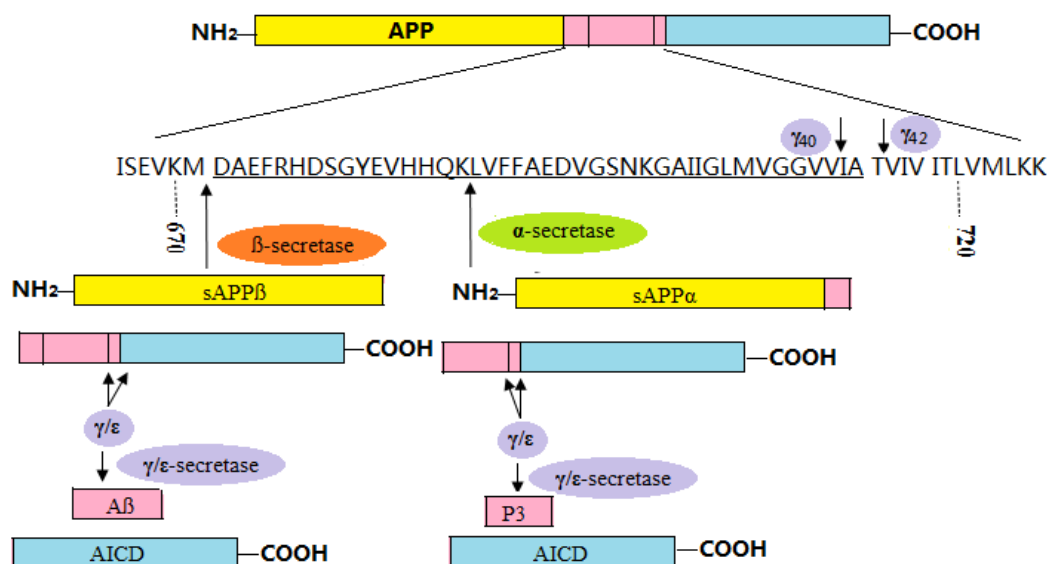 NH2 APP COOH
γ40 γ42
ISEVKM DAEFRHDSGYEVHHQKLVFFAEDVGSNKGAIIGLMVGGVVIA TVIV ITLVMLKK
670 ß-secretase α-secretase 720
NH2 sAPPß NH2 sAPPα
COOH COOH
γ/ε γ/ε
γ/ε-secretase γ/ε-secretase
Aß P3
AICD COOH AICD COOH